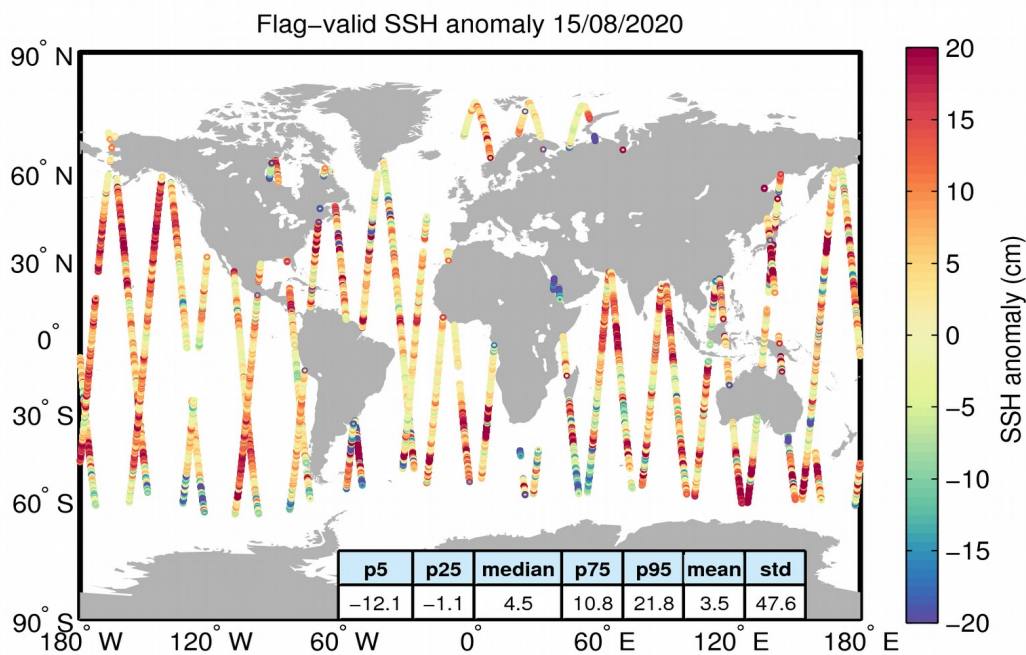 Flag−valid SSH anomaly 15/08/2020
90° N
60° N
30° N
0°
30° S
60° S
90° S
180° W 120° W 60° W 0° 60° E 120° E 180° E
p5 p25 median p75 p95 mean std
−12.1 −1.1 4.5 10.8 21.8 3.5 47.6
20
15
10
5
0
−5
−10
−15
−20
SSH anomaly (cm)